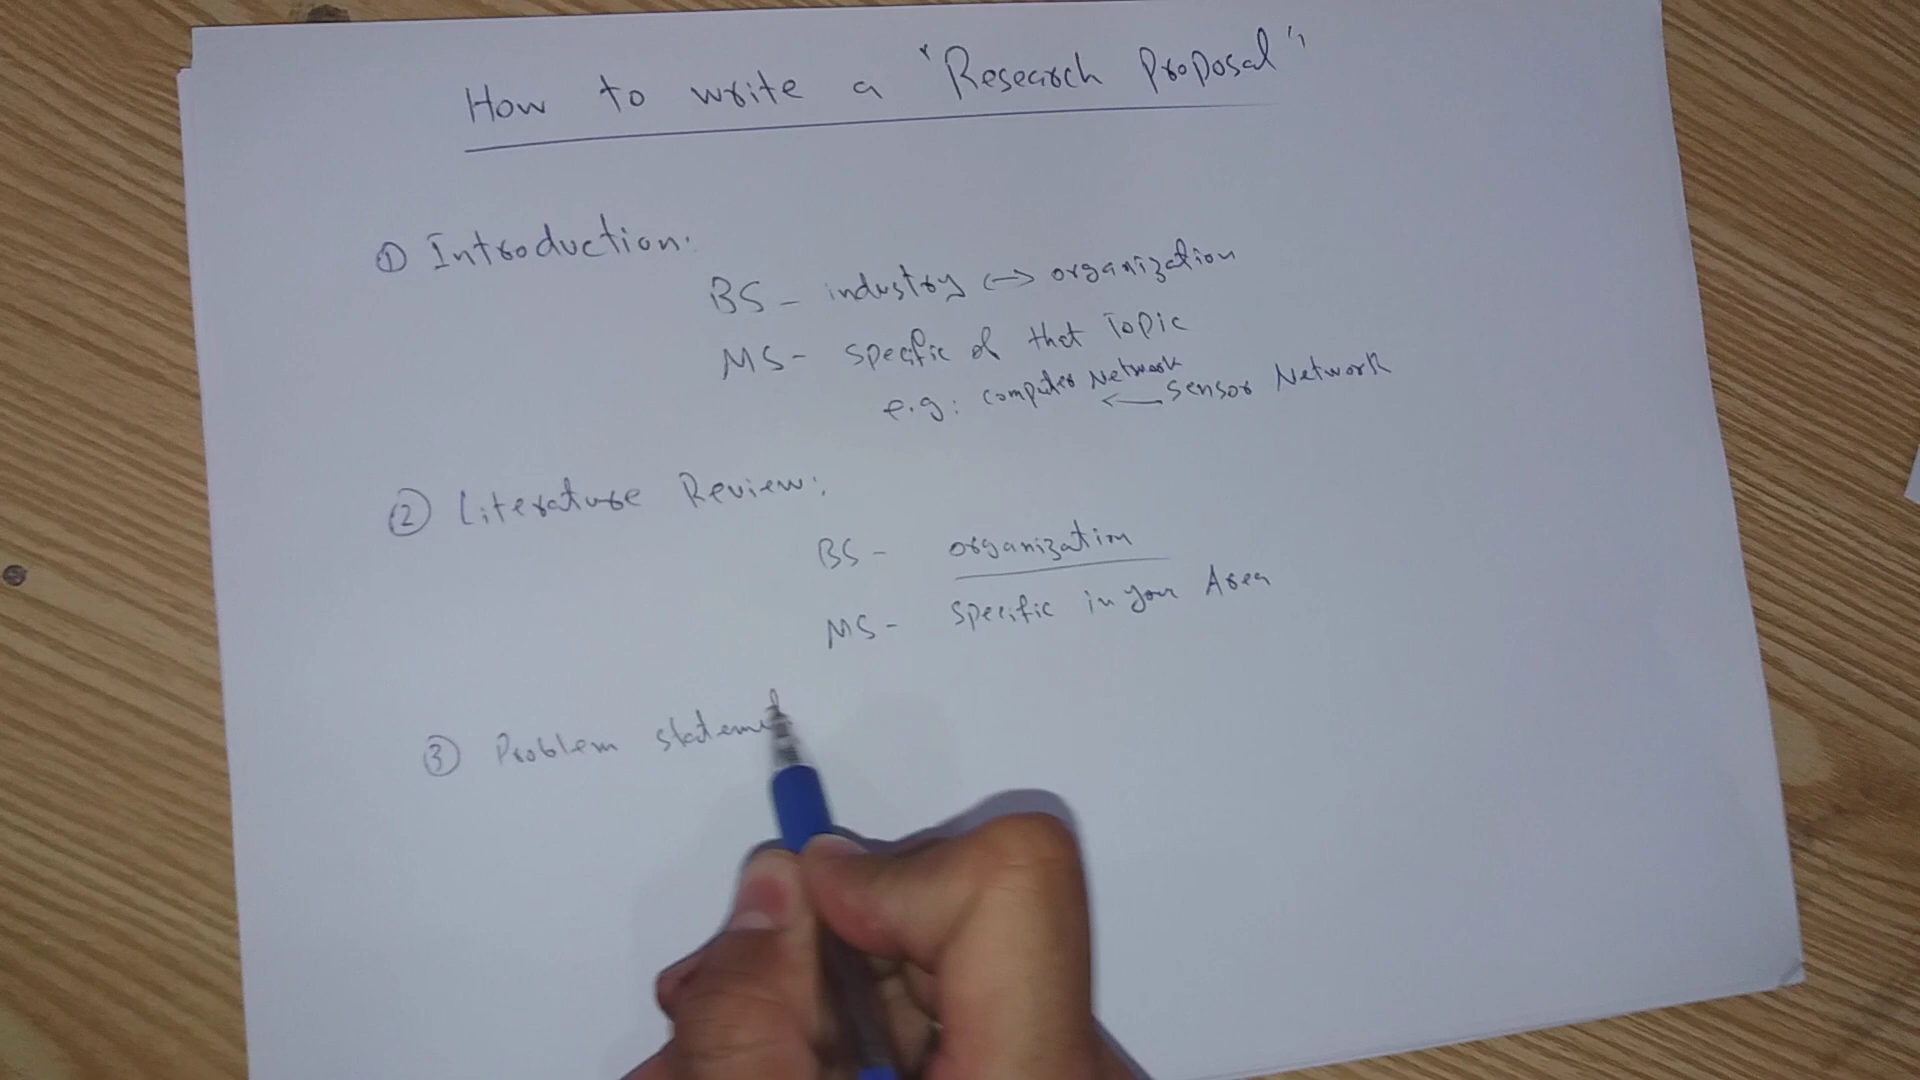 How to write a "Research Proposal"
① Introduction:
BS - industry ↔ organization
MS - specific of that Topic
e.g: computer Network ← Sensor Network
② Literature Review:
BS - organization
MS - Specific in your Area
③ Problem statement